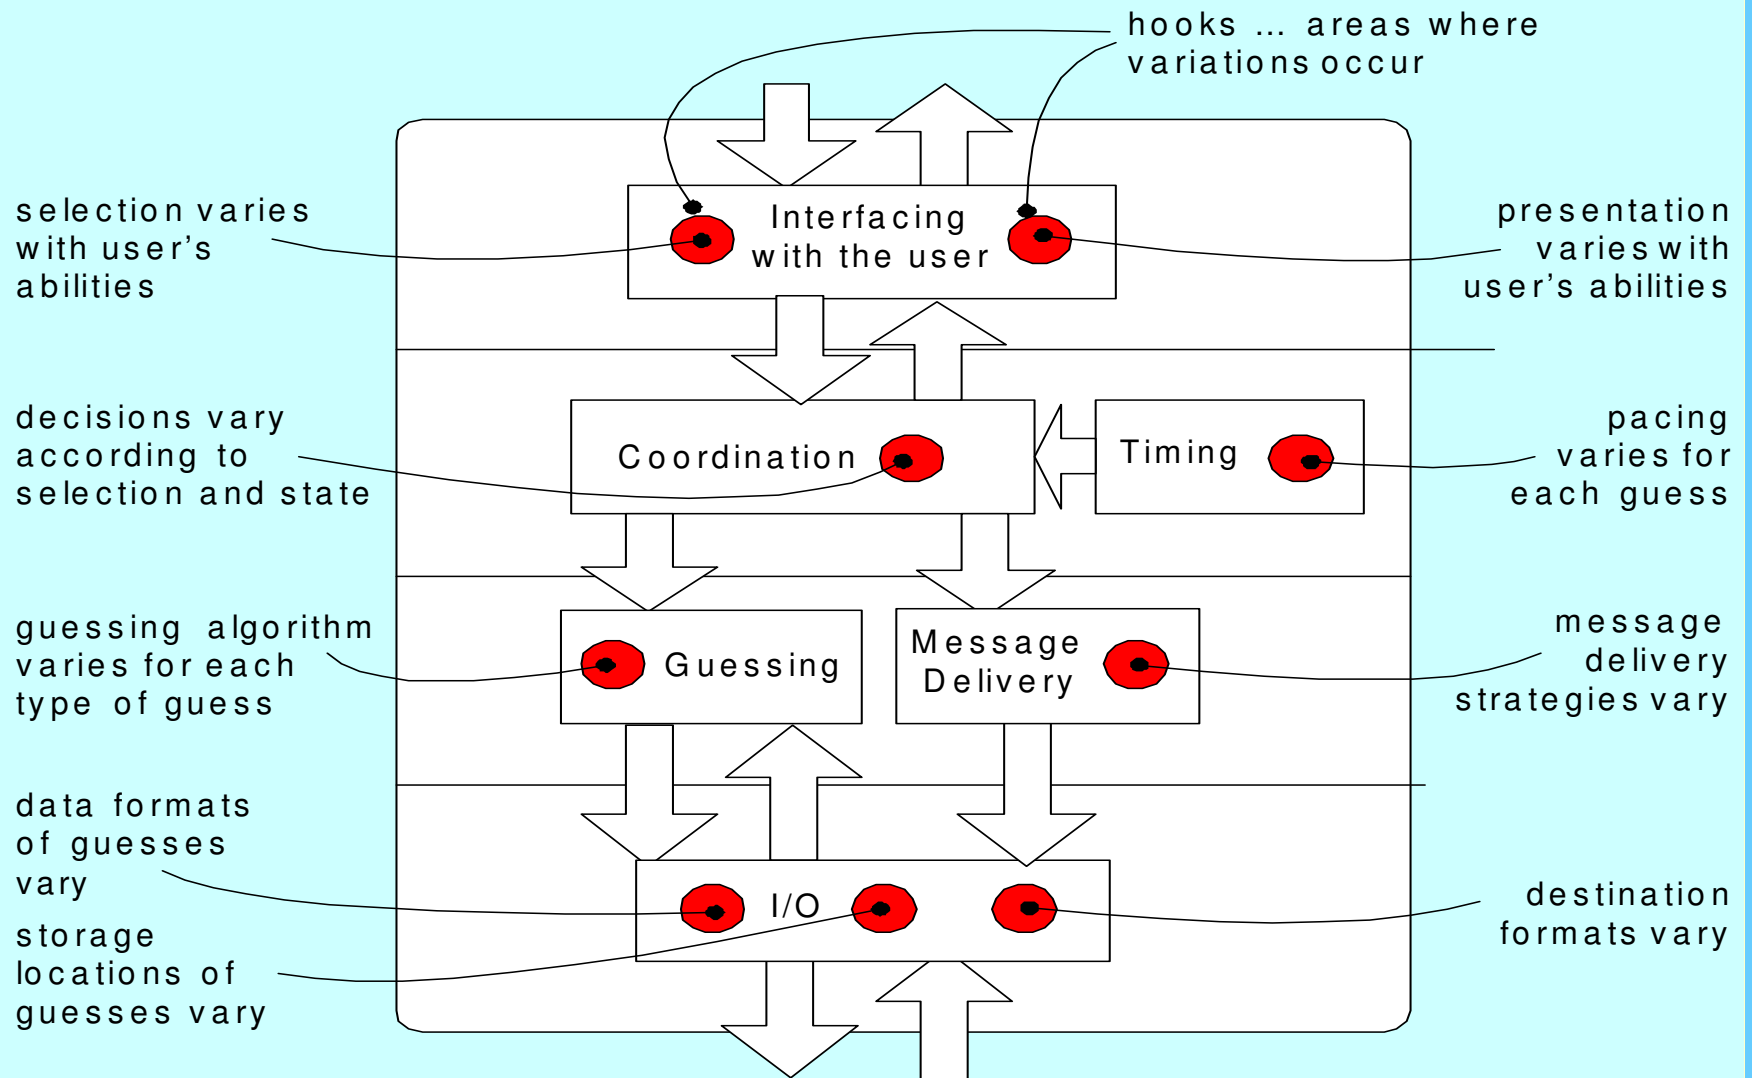 hooks ... areas where
variations occur
selection varies
with user's
abilities
Interfacing
with the user
presentation
varies with
user's abilities
decisions vary
according to
selection and state
Coordination
Timing
pacing
varies for
each guess
guessing algorithm
varies for each
type of guess
Guessing
Message
Delivery
message
delivery
strategies vary
data formats
of guesses
vary
I/O
storage
locations of
guesses vary
destination
formats vary